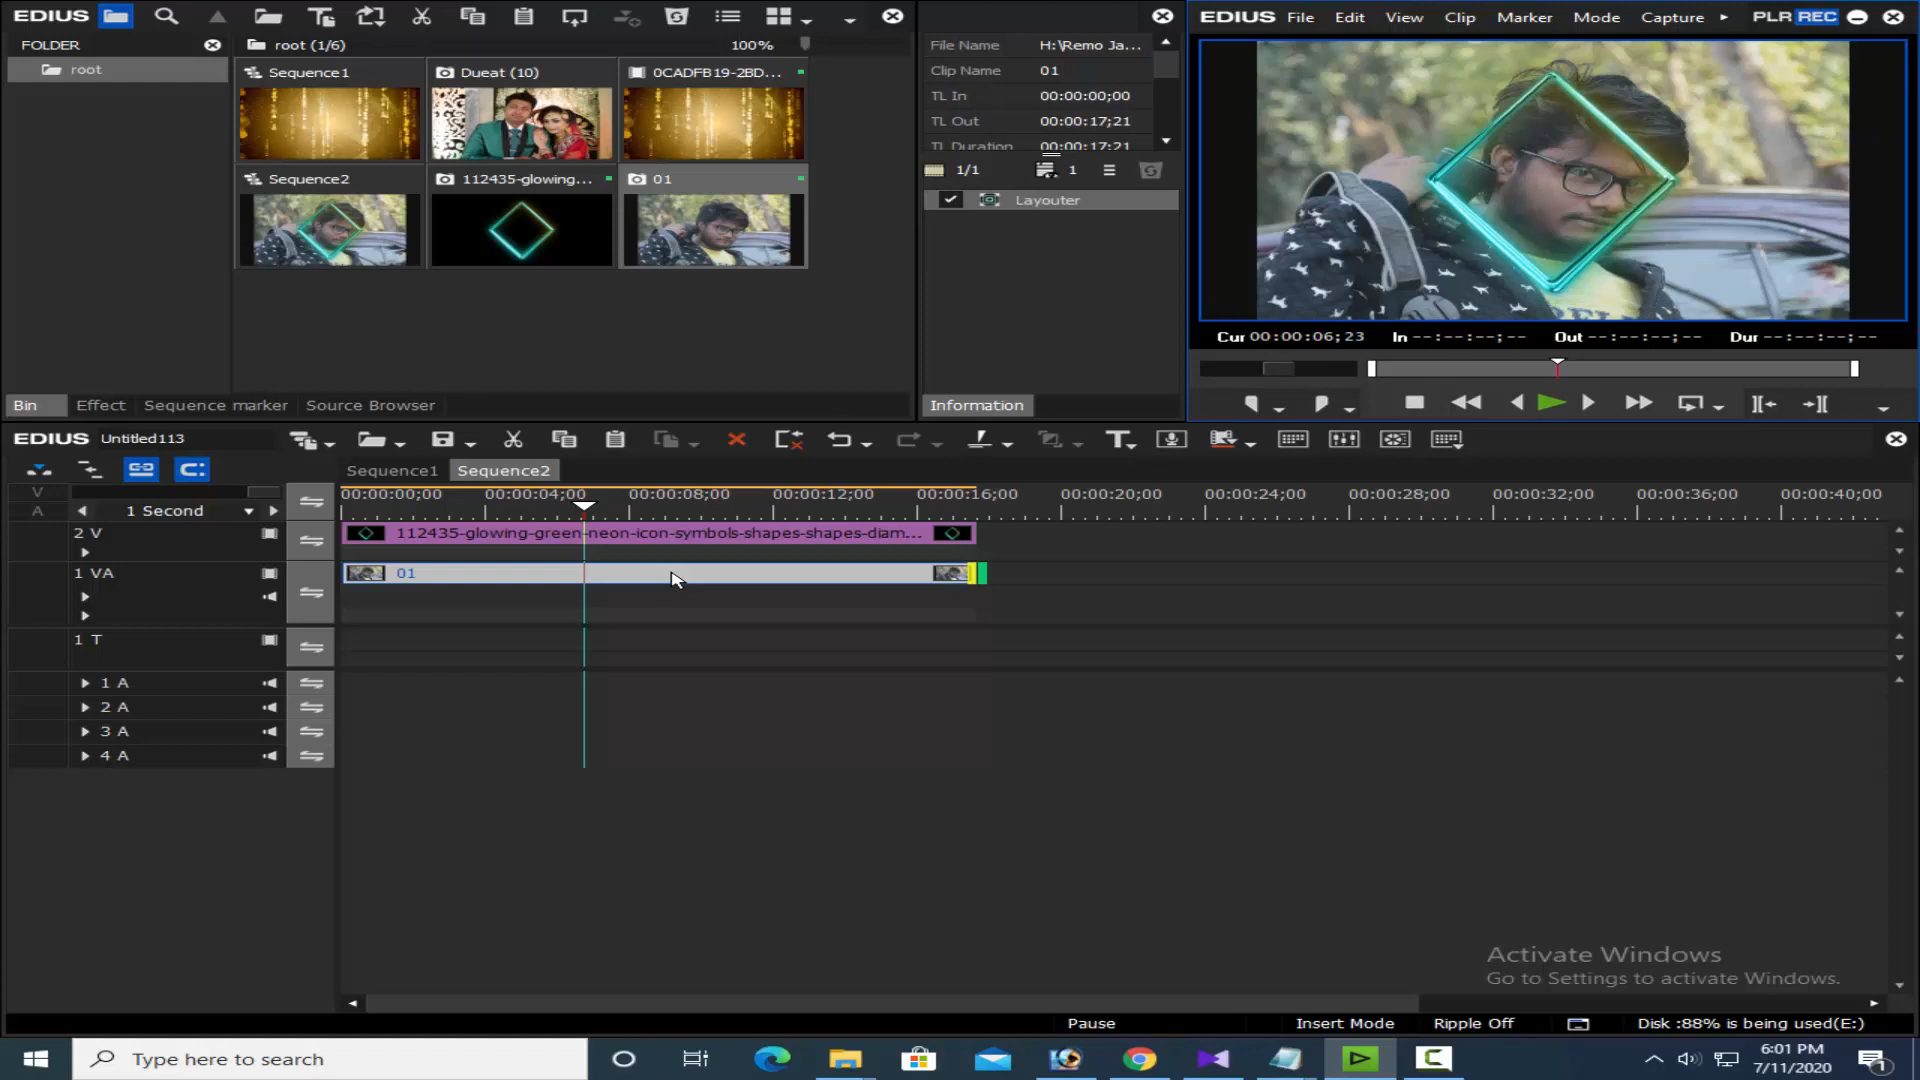 EDIUS
FOLDER
root
root (1/6)
100%
Sequence1
Dueat (10)
0CADFB19-2BD...
Sequence2
112435-glowing...
01
Bin
Effect
Sequence marker
Source Browser
File Name H:\Remo Ja...
Clip Name 01
TL In 00:00:00;00
TL Out 00:00:17;21
TL Duration 00:00:17;21
1/1
1
Layouter
Information
EDIUS File Edit View Clip Marker Mode Capture PLR REC
Cur 00:00:06;23 In --:--:--;-- Out --:--:--;-- Dur --:--:--;--
EDIUS Untitled113
Sequence1 Sequence2
V
A
1 Second
00:00:00;00 00:00:04;00 00:00:08;00 00:00:12;00 00:00:16;00 00:00:20;00 00:00:24;00 00:00:28;00 00:00:32;00 00:00:36;00 00:00:40;00
2 V
112435-glowing-green-neon-icon-symbols-shapes-shapes-diam...
1 VA
01
1 T
1 A
2 A
3 A
4 A
Activate Windows
Go to Settings to activate Windows.
Pause
Insert Mode
Ripple Off
Disk :88% is being used(E:)
Type here to search
6:01 PM
7/11/2020
1